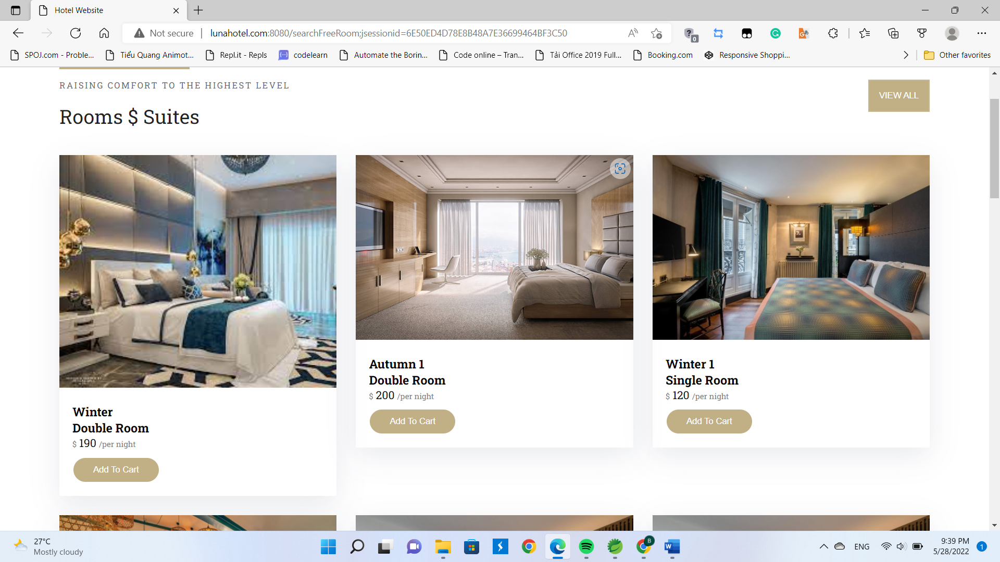 Hotel Website
Not secure
lunahotel.com:8080/searchFreeRoom;jsessionid=6E50ED4D78E8B48A7E36699464BF3C50
0
SPOJ.com - Proble...
Tiểu Quang Animot...
Repl.it - Repls
codelearn
Automate the Borin...
Code online – Tran...
Tải Office 2019 Full...
Booking.com
Responsive Shoppi...
Other favorites
RAISING COMFORT TO THE HIGHEST LEVEL
VIEW ALL
Rooms $ Suites
Winter
Double Room
$ 190 /per night
Add To Cart
Autumn 1
Double Room
$ 200 /per night
Add To Cart
Winter 1
Single Room
$ 120 /per night
Add To Cart
27°C
Mostly cloudy
B
W
ENG
9:39 PM
5/28/2022
1